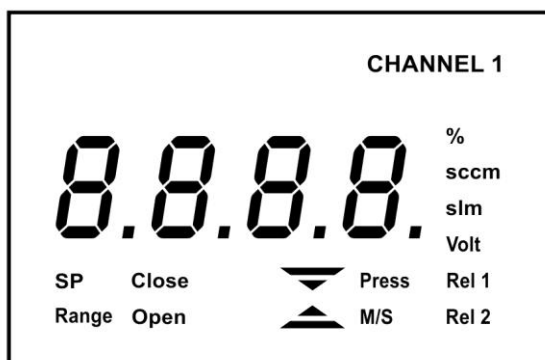 CHANNEL 1
%
sccm
8.8.8.8.
slm
Volt
SP Close Press Rel 1
Range Open M/S Rel 2